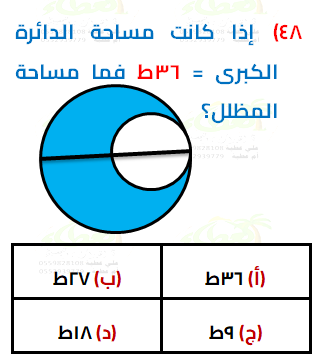 ٤٨) إذا كانت مساحة الدائرة
الكبرى = ٣٦ط فما مساحة
المظلل؟
(أ) ٣٦ط (ب) ٢٧ط
(ج) ٩ط (د) ١٨ط